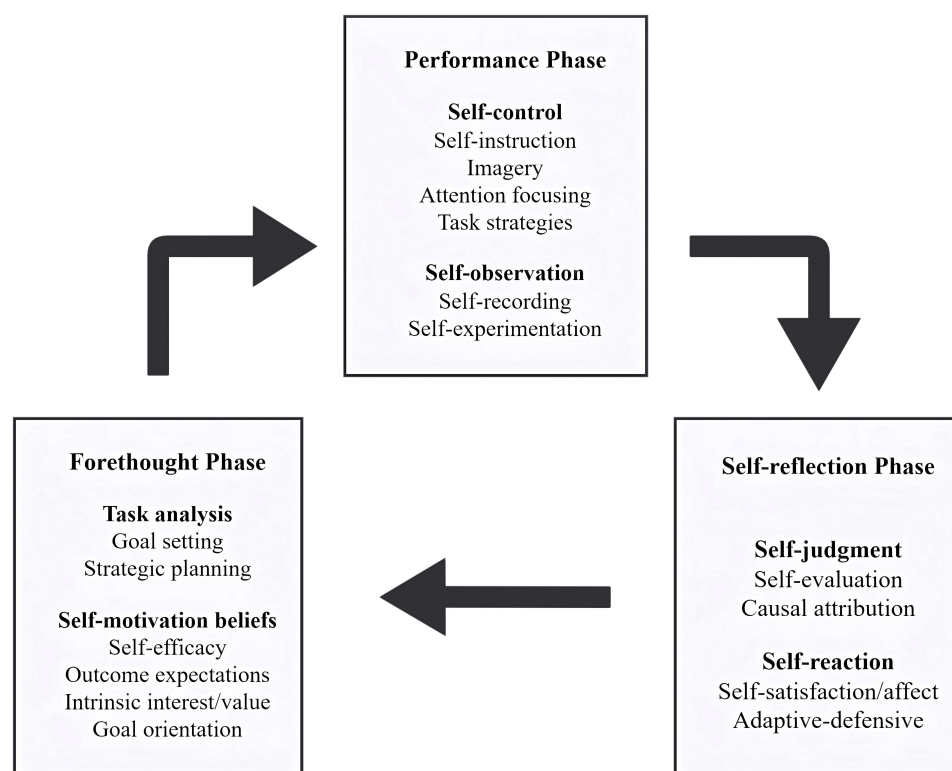 Performance Phase
Self-control
Self-instruction
Imagery
Attention focusing
Task strategies
Self-observation
Self-recording
Self-experimentation
Forethought Phase
Task analysis
Goal setting
Strategic planning
Self-motivation beliefs
Self-efficacy
Outcome expectations
Intrinsic interest/value
Goal orientation
Self-reflection Phase
Self-judgment
Self-evaluation
Causal attribution
Self-reaction
Self-satisfaction/affect
Adaptive-defensive